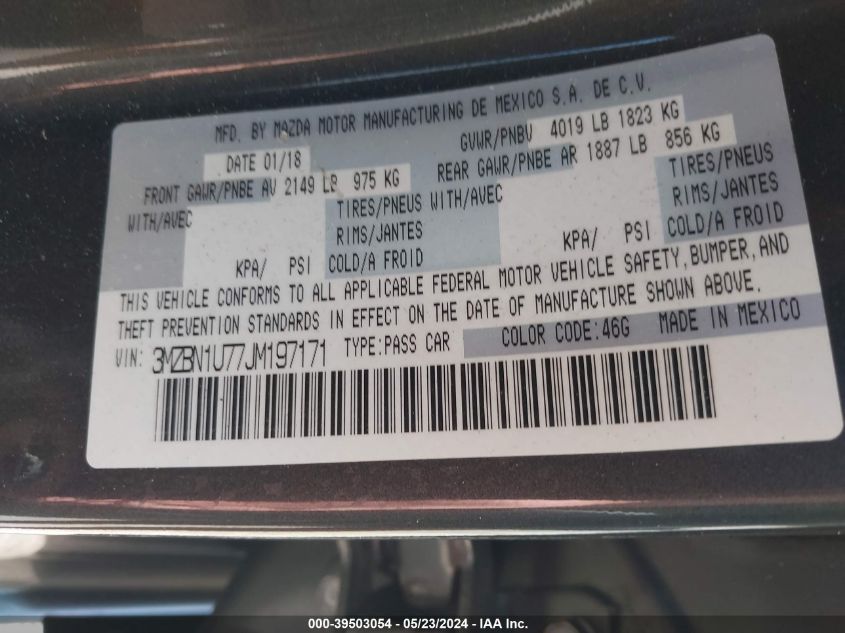 MFD. BY MAZDA MOTOR MANUFACTURING DE MEXICO S.A. DE C.V.
DATE 01/18 GVWR/PNBV 4019 LB 1823 KG
FRONT GAWR/PNBE AV 2149 LB 975 KG REAR GAWR/PNBE AR 1887 LB 856 KG
WITH/AVEC TIRES/PNEUS WITH/AVEC TIRES/PNEUS
RIMS/JANTES RIMS/JANTES
KPA/ PSI COLD/A FROID KPA/ PSI COLD/A FROID
THIS VEHICLE CONFORMS TO ALL APPLICABLE FEDERAL MOTOR VEHICLE SAFETY, BUMPER, AND
THEFT PREVENTION STANDARDS IN EFFECT ON THE DATE OF MANUFACTURE SHOWN ABOVE.
VIN: 3MZBN1U77JM197171 TYPE:PASS CAR COLOR CODE:46G MADE IN MEXICO
000-39503054 - 05/23/2024 - IAA Inc.